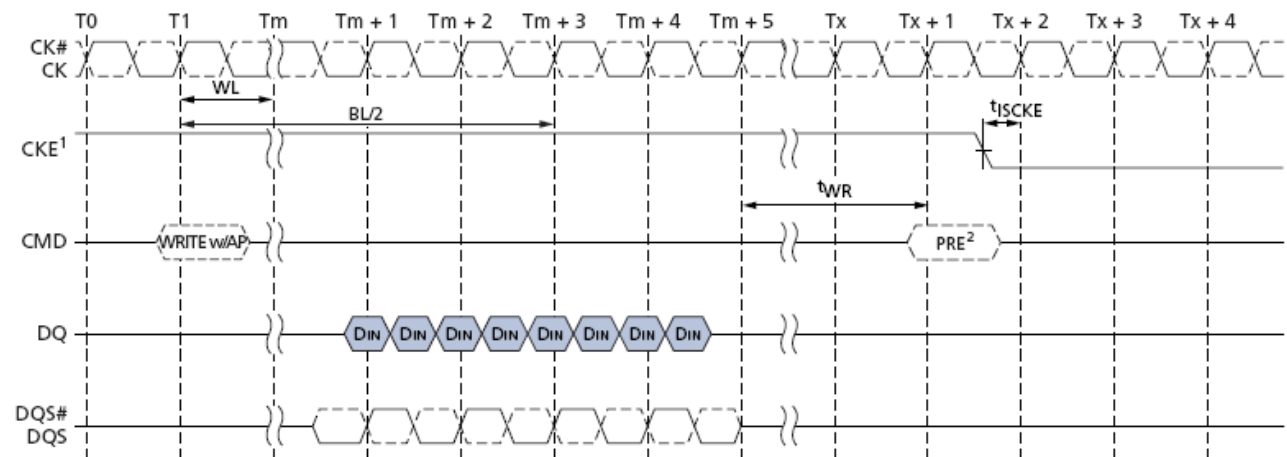 T0 T1 Tm Tm + 1 Tm + 2 Tm + 3 Tm + 4 Tm + 5 Tx Tx + 1 Tx + 2 Tx + 3 Tx + 4
CK#
CK
WL
BL/2
tISCKE
CKE1
tWR
CMD WRITE w/AP PRE2
DQ DIN DIN DIN DIN DIN DIN DIN DIN
DQS#
DQS